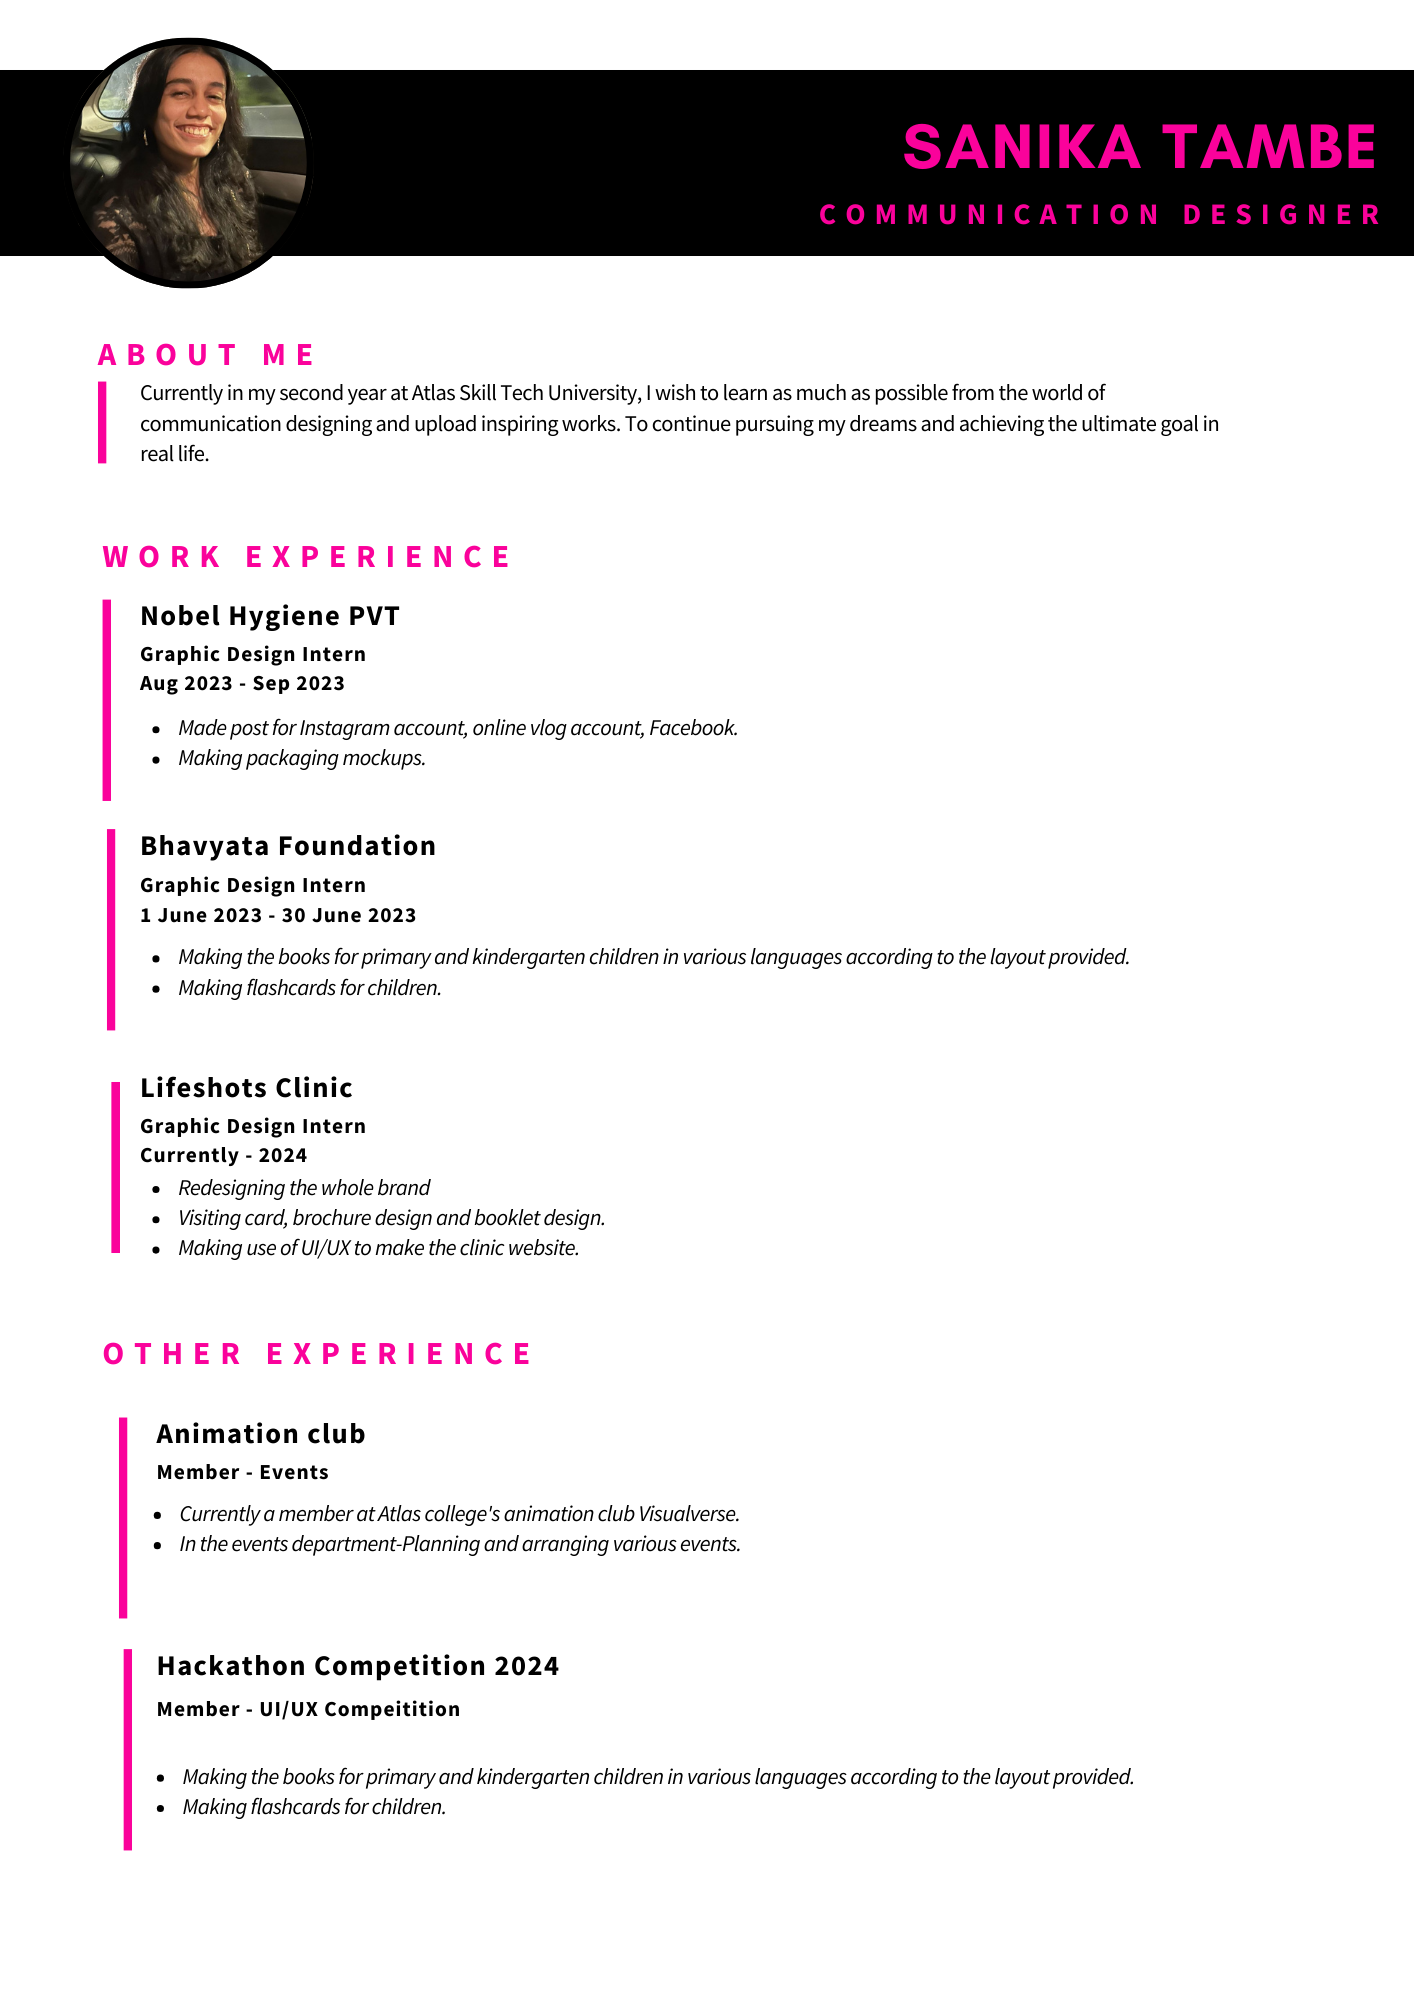 SANIKA TAMBE
COMMUNICATION DESIGNER
ABOUT ME
Currently in my second year at Atlas Skill Tech University, I wish to learn as much as possible from the world of
communication designing and upload inspiring works. To continue pursuing my dreams and achieving the ultimate goal in
real life.
WORK EXPERIENCE
Nobel Hygiene PVT
Graphic Design Intern
Aug 2023 - Sep 2023
• Made post for Instagram account, online vlog account, Facebook.
• Making packaging mockups.
Bhavyata Foundation
Graphic Design Intern
1 June 2023 - 30 June 2023
• Making the books for primary and kindergarten children in various languages according to the layout provided.
• Making flashcards for children.
Lifeshots Clinic
Graphic Design Intern
Currently - 2024
• Redesigning the whole brand
• Visiting card, brochure design and booklet design.
• Making use of UI/UX to make the clinic website.
OTHER EXPERIENCE
Animation club
Member - Events
• Currently a member at Atlas college's animation club Visualverse.
• In the events department-Planning and arranging various events.
Hackathon Competition 2024
Member - UI/UX Compeitition
• Making the books for primary and kindergarten children in various languages according to the layout provided.
• Making flashcards for children.